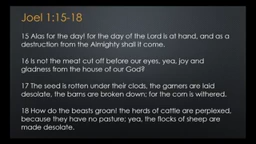 Joel 1:15-18
15 Alas for the day! for the day of the Lord is at hand, and as a
destruction from the Almighty shall it come.
16 Is not the meat cut off before our eyes, yea, joy and
gladness from the house of our God?
17 The seed is rotten under their clods, the garners are laid
desolate, the barns are broken down; for the corn is withered.
18 How do the beasts groan! the herds of cattle are perplexed,
because they have no pasture; yea, the flocks of sheep are
made desolate.